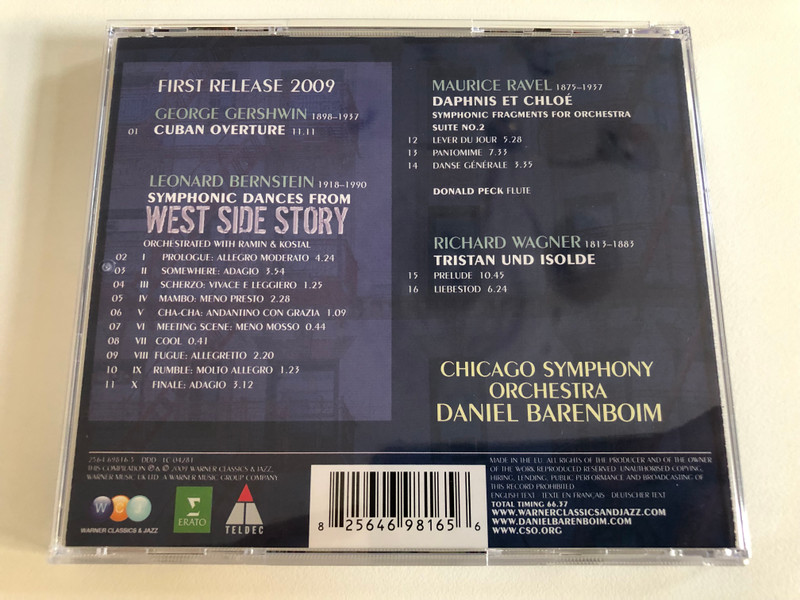 FIRST RELEASE 2009
GEORGE GERSHWIN 1898–1937
01 CUBAN OVERTURE 11.11
LEONARD BERNSTEIN 1918–1990
SYMPHONIC DANCES FROM
WEST SIDE STORY
ORCHESTRATED WITH RAMIN & KOSTAL
02 I PROLOGUE: ALLEGRO MODERATO 4.24
03 II SOMEWHERE: ADAGIO 3.54
04 III SCHERZO: VIVACE E LEGGIERO 1.25
05 IV MAMBO: MENO PRESTO 2.28
06 V CHA-CHA: ANDANTINO CON GRAZIA 1.09
07 VI MEETING SCENE: MENO MOSSO 0.44
08 VII COOL 0.41
09 VIII FUGUE: ALLEGRETTO 2.20
10 IX RUMBLE: MOLTO ALLEGRO 1.23
11 X FINALE: ADAGIO 3.12
MAURICE RAVEL 1875–1937
DAPHNIS ET CHLOÉ
SYMPHONIC FRAGMENTS FOR ORCHESTRA
SUITE NO.2
12 LEVER DU JOUR 5.28
13 PANTOMIME 7.33
14 DANSE GÉNÉRALE 3.35
DONALD PECK FLUTE
RICHARD WAGNER 1813–1883
TRISTAN UND ISOLDE
15 PRELUDE 10.45
16 LIEBESTOD 6.24
CHICAGO SYMPHONY
ORCHESTRA
DANIEL BARENBOIM
2564 69816-5 DDD LC 04281
THIS COMPILATION ℗ & © 2009 WARNER CLASSICS & JAZZ,
WARNER MUSIC UK LTD. A WARNER MUSIC GROUP COMPANY
WCJ
WARNER CLASSICS & JAZZ
ERATO
TELDEC
8 25646 98165 6
MADE IN THE EU. ALL RIGHTS OF THE PRODUCER AND OF THE OWNER
OF THE WORK REPRODUCED RESERVED. UNAUTHORISED COPYING,
HIRING, LENDING, PUBLIC PERFORMANCE AND BROADCASTING OF
THIS RECORD PROHIBITED
ENGLISH TEXT TEXTE EN FRANÇAIS DEUTSCHER TEXT
TOTAL TIMING 66.37
WWW.WARNERCLASSICSANDJAZZ.COM
WWW.DANIELBARENBOIM.COM
WWW.CSO.ORG